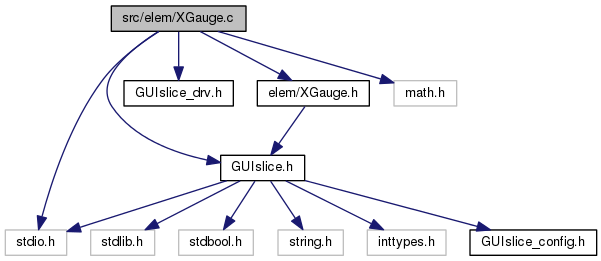 src/elem/XGauge.c
GUIslice_drv.h
elem/XGauge.h
math.h
GUIslice.h
stdio.h
stdlib.h
stdbool.h
string.h
inttypes.h
GUIslice_config.h